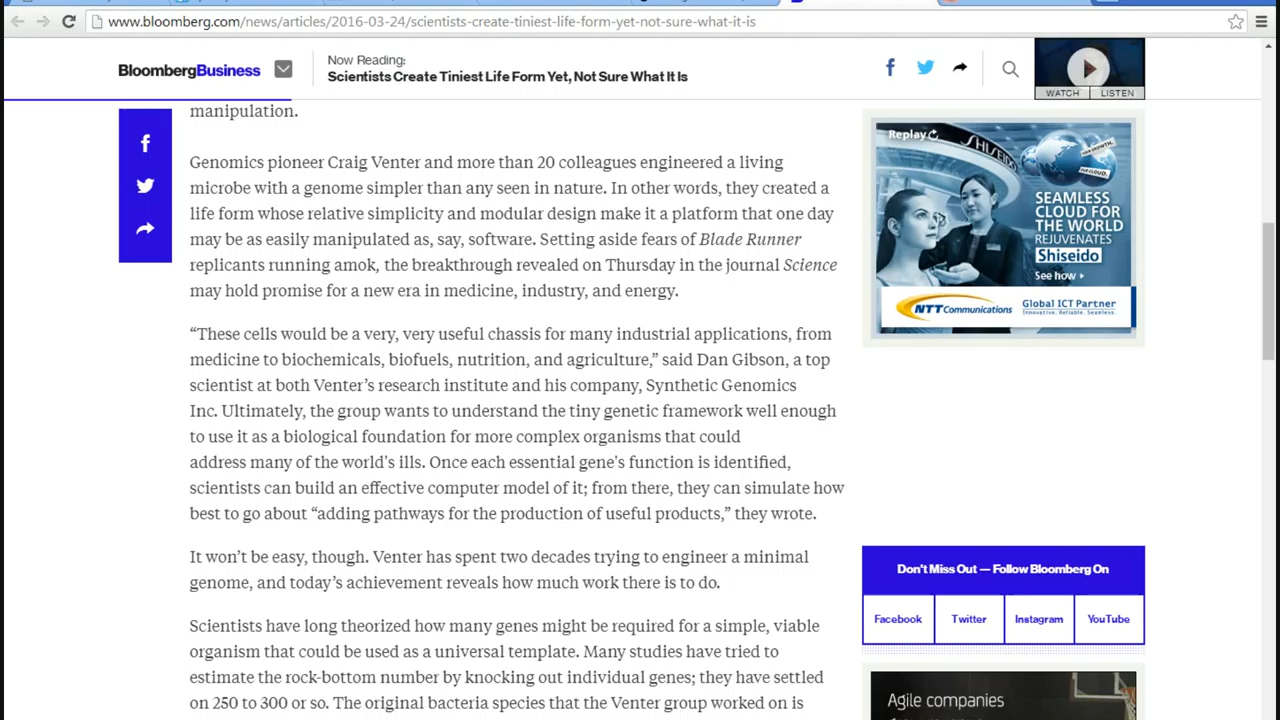 www.bloomberg.com/news/articles/2016-03-24/scientists-create-tiniest-life-form-yet-not-sure-what-it-is
BloombergBusiness
Now Reading:
Scientists Create Tiniest Life Form Yet, Not Sure What It Is
WATCH
LISTEN
manipulation.
Genomics pioneer Craig Venter and more than 20 colleagues engineered a living
microbe with a genome simpler than any seen in nature. In other words, they created a
life form whose relative simplicity and modular design make it a platform that one day
may be as easily manipulated as, say, software. Setting aside fears of Blade Runner
replicants running amok, the breakthrough revealed on Thursday in the journal Science
may hold promise for a new era in medicine, industry, and energy.
“These cells would be a very, very useful chassis for many industrial applications, from
medicine to biochemicals, biofuels, nutrition, and agriculture,” said Dan Gibson, a top
scientist at both Venter’s research institute and his company, Synthetic Genomics
Inc. Ultimately, the group wants to understand the tiny genetic framework well enough
to use it as a biological foundation for more complex organisms that could
address many of the world's ills. Once each essential gene's function is identified,
scientists can build an effective computer model of it; from there, they can simulate how
best to go about “adding pathways for the production of useful products,” they wrote.
It won’t be easy, though. Venter has spent two decades trying to engineer a minimal
genome, and today’s achievement reveals how much work there is to do.
Scientists have long theorized how many genes might be required for a simple, viable
organism that could be used as a universal template. Many studies have tried to
estimate the rock-bottom number by knocking out individual genes; they have settled
on 250 to 300 or so. The original bacteria species that the Venter group worked on is
Replay
SHISEIDO
SEAMLESS
CLOUD FOR
THE WORLD
REJUVENATES
Shiseido
See how
NTT Communications
Global ICT Partner
Innovative. Reliable. Seamless.
Don't Miss Out — Follow Bloomberg On
Facebook
Twitter
Instagram
YouTube
Agile companies